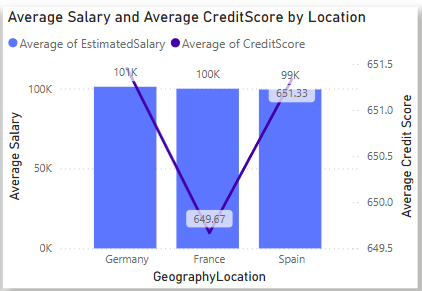 Average Salary and Average CreditScore by Location
Average of EstimatedSalary Average of CreditScore
651.5
101K 100K 99K
100K
651.33
651.0
Average Salary
50K
650.5
Average Credit Score
650.0
649.67
0K
649.5
Germany France Spain
GeographyLocation